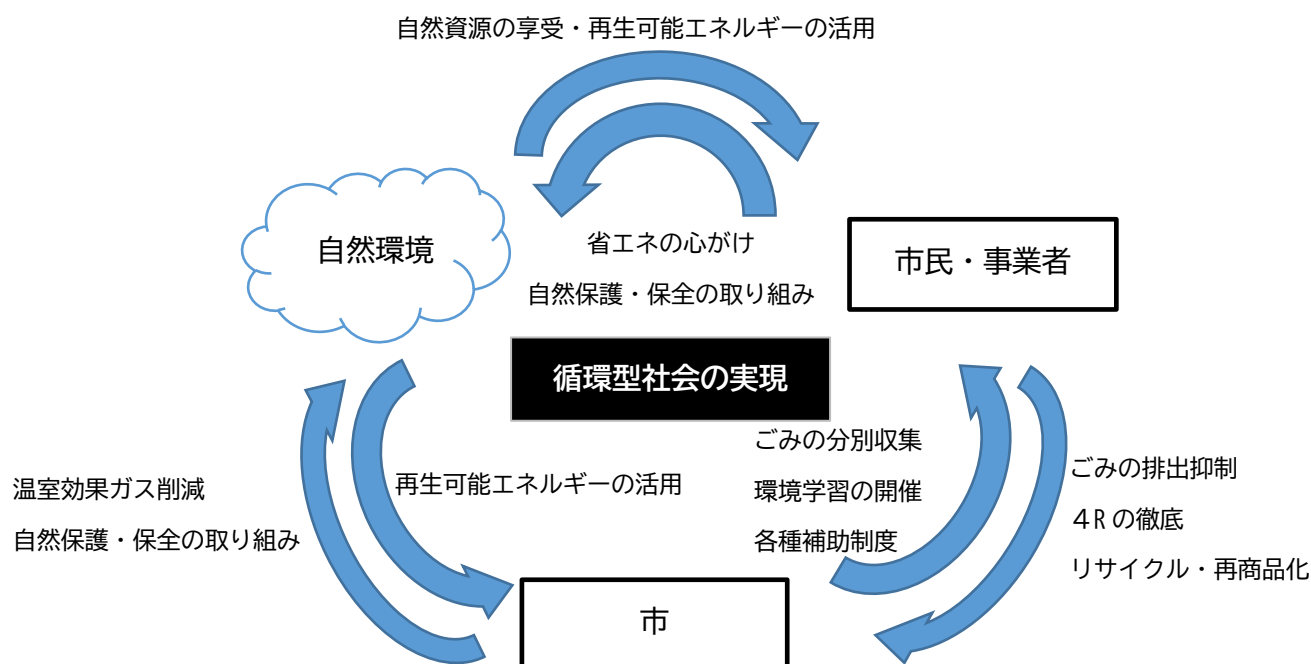 自然資源の享受・再生可能エネルギーの活用
自然環境
省エネの心がけ
自然保護・保全の取り組み
市民・事業者
循環型社会の実現
温室効果ガス削減
自然保護・保全の取り組み
再生可能エネルギーの活用
ごみの分別収集
環境学習の開催
各種補助制度
ごみの排出抑制
４R の徹底
リサイクル・再商品化
市